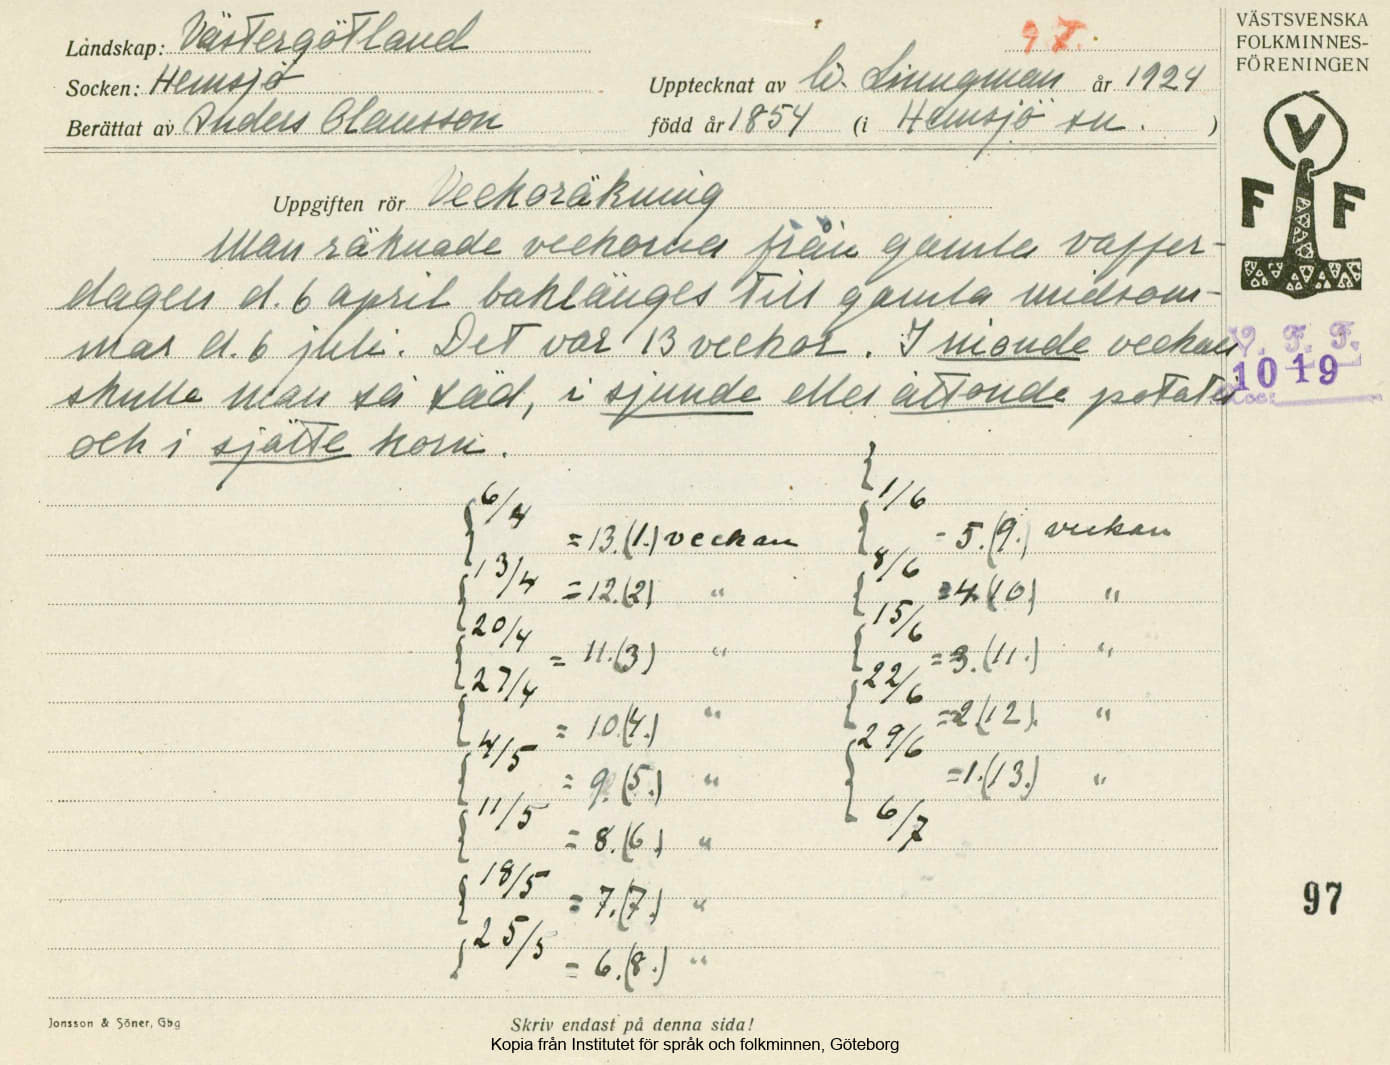 Landskap: Västergötland
Socken: Hemsjö
Berättat av Anders Clausson
9 F.
Upptecknat av W. Linngman år 1924
född år 1854 (i Hemsjö sn. )
VÄSTSVENSKA
FOLKMINNES-
FÖRENINGEN
V
F F
Uppgiften rör Veckoräkning
Man räknade veckorna från gamla vaffer-
dagen d. 6 april baklänges till gamla midsom-
mar d. 6 juli. Det var 13 veckor. I nionde veckan
skulle man så säd, i sjunde eller åttonde potates
och i sjätte korn.
V. F. F.
1019
6/4
= 13. (1.) veckan
13/4
= 12. (2) "
20/4
= 11. (3) "
27/4
= 10. (4.) "
4/5
= 9. (5.) "
11/5
= 8. (6.) "
18/5
= 7. (7.) "
25/5
= 6. (8.) "
1/6
= 5. (9.) veckan
8/6
= 4. (10.) "
15/6
= 3. (11.) "
22/6
= 2. (12). "
29/6
= 1. (13.) "
6/7
97
Jonsson & Söner, Gbg
Skriv endast på denna sida!
Kopia från Institutet för språk och folkminnen, Göteborg